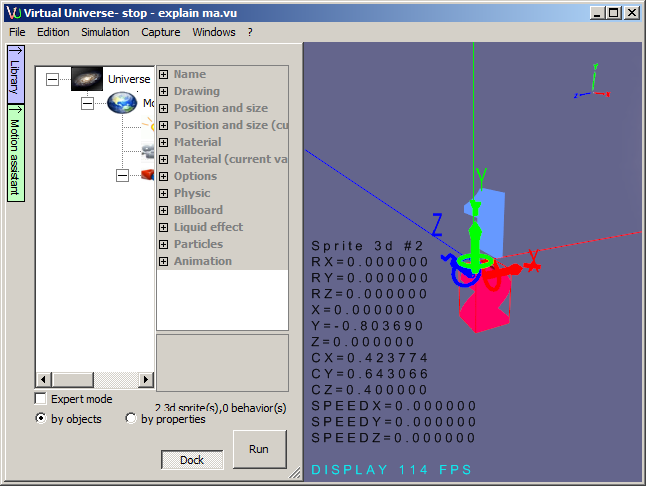 Virtual Universe- stop - explain ma.vu
File Edition Simulation Capture Windows ?
Library
Motion assistant
Universe
Mo
Name
Drawing
Position and size
Position and size (cu
Material
Material (current va
Options
Physic
Billboard
Liquid effect
Particles
Animation
Expert mode
2 3d sprite(s),0 behavior(s)
by objects by properties
Dock
Run
Y
Z
X
Sprite 3d #2
RX=0.000000
RY=0.000000
RZ=0.000000
X=0.000000
Y=-0.803690
Z=0.000000
CX=0.423774
CY=0.643066
CZ=0.400000
SPEEDX=0.000000
SPEEDY=0.000000
SPEEDZ=0.000000
DISPLAY 114 FPS